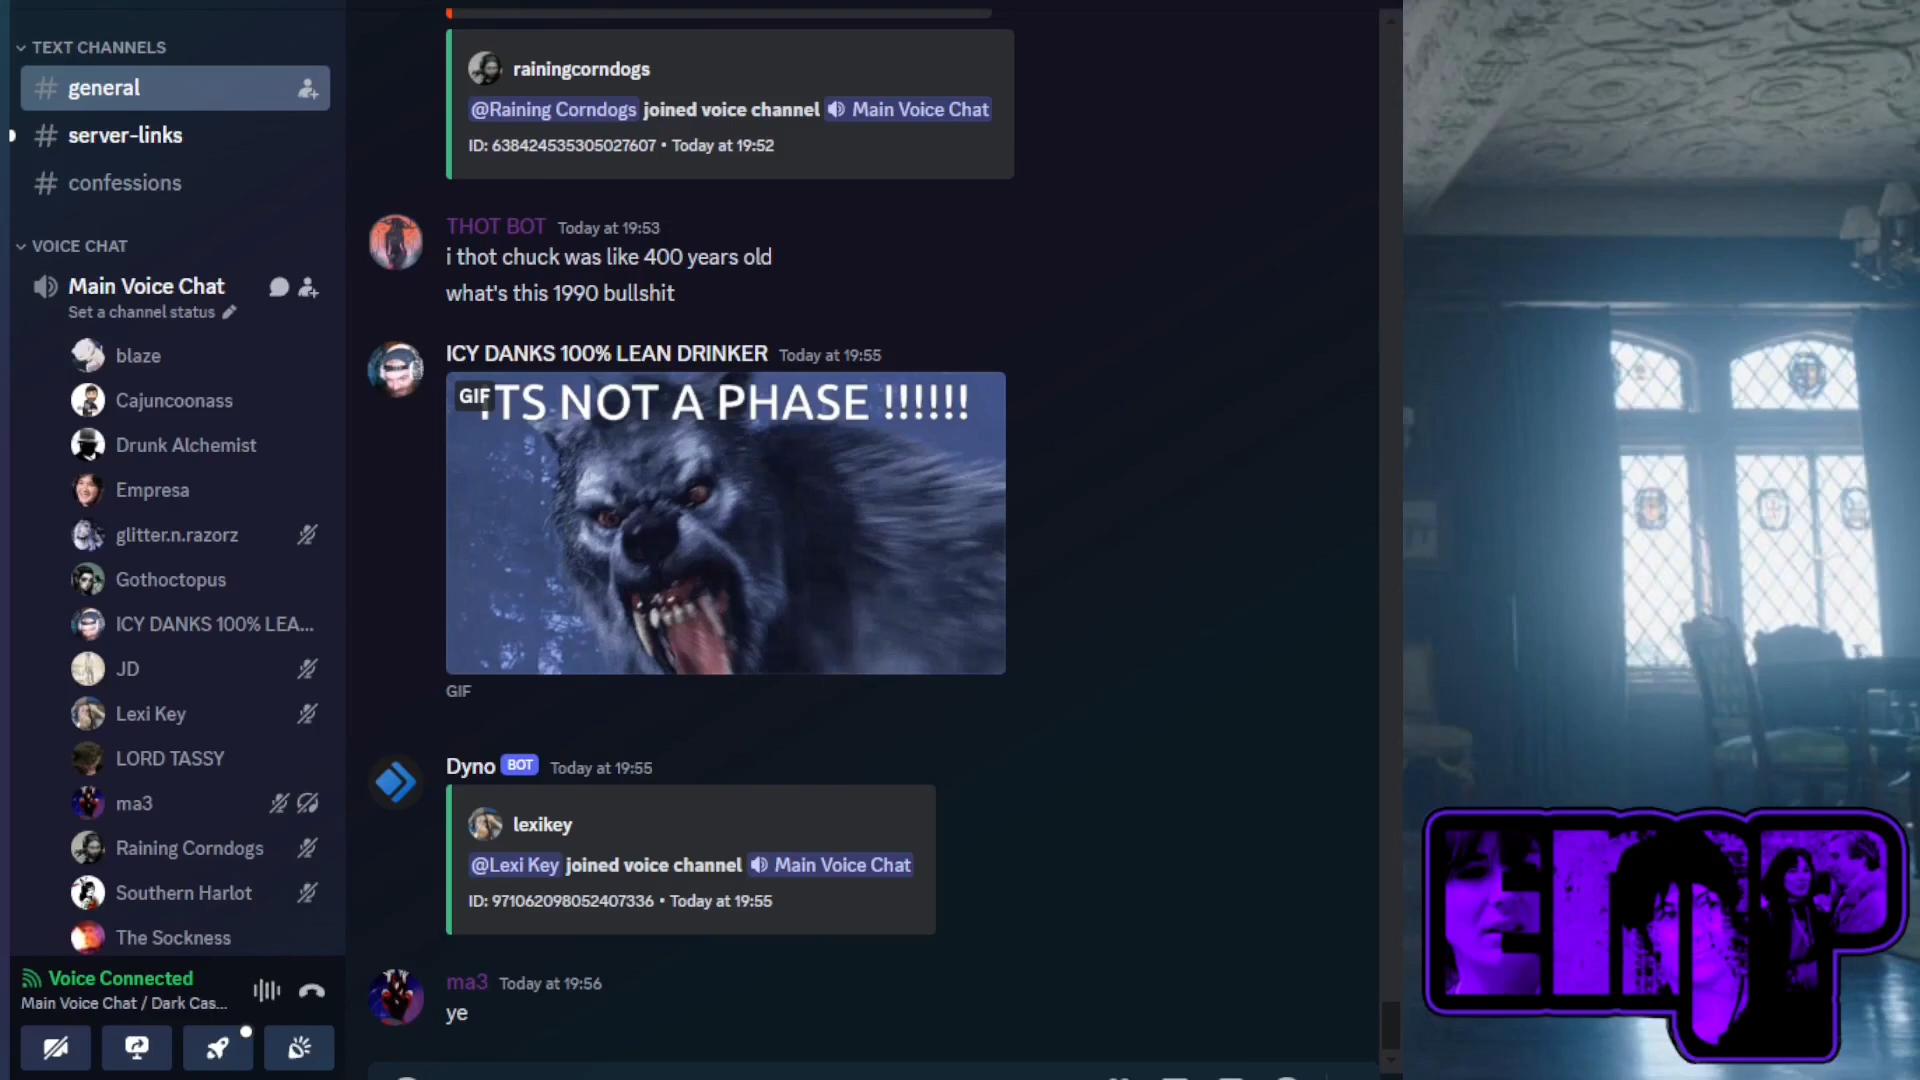 TEXT CHANNELS
general
server-links
confessions
VOICE CHAT
Main Voice Chat
Set a channel status
blaze
Cajuncoonass
Drunk Alchemist
Empresa
glitter.n.razorz
Gothoctopus
ICY DANKS 100% LEA...
JD
Lexi Key
LORD TASSY
ma3
Raining Corndogs
Southern Harlot
The Sockness
Voice Connected
Main Voice Chat / Dark Cas...
rainingcorndogs
@Raining Corndogs joined voice channel Main Voice Chat
ID: 638424535305027607 • Today at 19:52
THOT BOT Today at 19:53
i thot chuck was like 400 years old
what's this 1990 bullshit
ICY DANKS 100% LEAN DRINKER Today at 19:55
GIF
ITS NOT A PHASE !!!!!!
GIF
Dyno BOT Today at 19:55
lexikey
@Lexi Key joined voice channel Main Voice Chat
ID: 971062098052407336 • Today at 19:55
ma3 Today at 19:56
ye
EMP